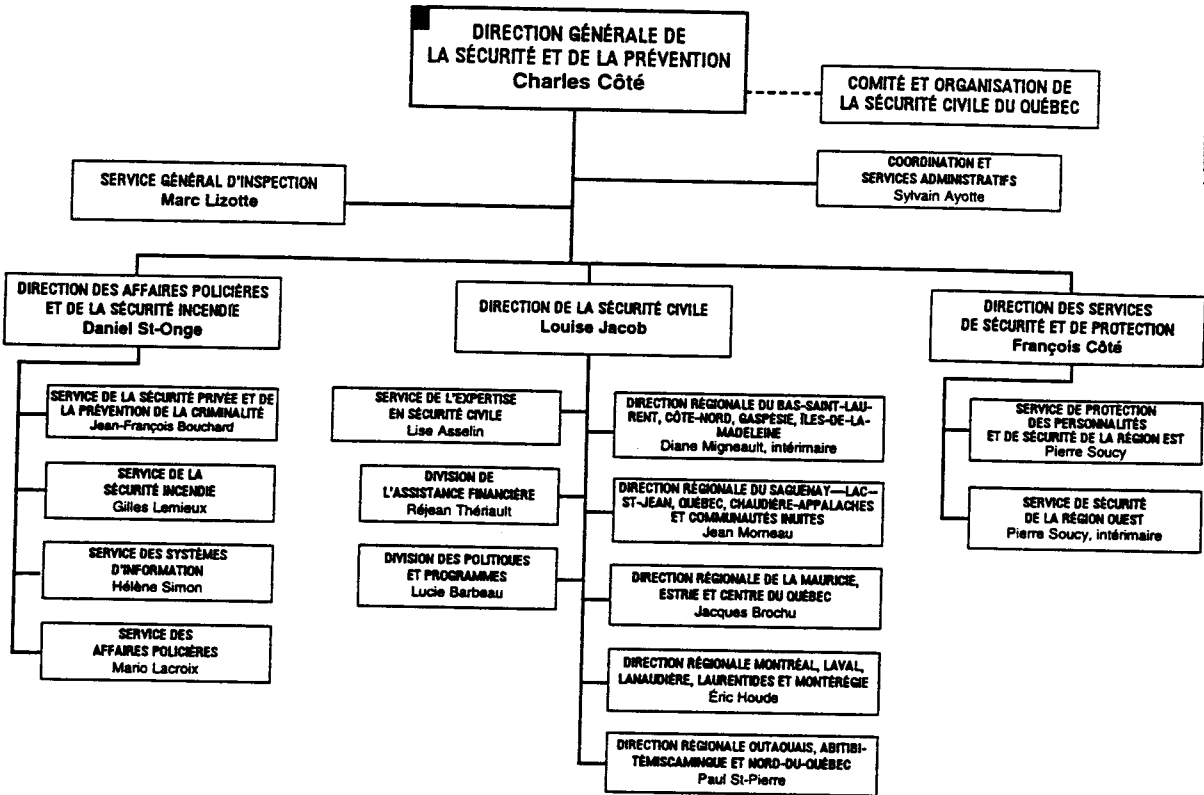 DIRECTION GÉNÉRALE DE
LA SÉCURITÉ ET DE LA PRÉVENTION
Charles Côté
COMITÉ ET ORGANISATION DE
LA SÉCURITÉ CIVILE DU QUÉBEC
SERVICE GÉNÉRAL D'INSPECTION
Marc Lizotte
COORDINATION ET
SERVICES ADMINISTRATIFS
Sylvain Ayotte
DIRECTION DES AFFAIRES POLICIÈRES
ET DE LA SÉCURITÉ INCENDIE
Daniel St-Onge
DIRECTION DE LA SÉCURITÉ CIVILE
Louise Jacob
DIRECTION DES SERVICES
DE SÉCURITÉ ET DE PROTECTION
François Côté
SERVICE DE LA SÉCURITÉ PRIVÉE ET DE
LA PRÉVENTION DE LA CRIMINALITÉ
Jean-François Bouchard
SERVICE DE LA
SÉCURITÉ INCENDIE
Gilles Lemieux
SERVICE DES SYSTÈMES
D'INFORMATION
Hélène Simon
SERVICE DES
AFFAIRES POLICIÈRES
Mario Lacroix
SERVICE DE L'EXPERTISE
EN SÉCURITÉ CIVILE
Lise Asselin
DIVISION DE
L'ASSISTANCE FINANCIÈRE
Réjean Thériault
DIVISION DES POLITIQUES
ET PROGRAMMES
Lucie Barbeau
DIRECTION RÉGIONALE DU BAS-SAINT-LAU-
RENT, CÔTE-NORD, GASPÉSIE, ÎLES-DE-LA-
MADELEINE
Diane Migneault, intérimaire
DIRECTION RÉGIONALE DU SAGUENAY—LAC—
ST-JEAN, QUÉBEC, CHAUDIÈRE-APPALACHES
ET COMMUNAUTÉS INUITES
Jean Morneau
DIRECTION RÉGIONALE DE LA MAURICIE,
ESTRIE ET CENTRE DU QUÉBEC
Jacques Brochu
DIRECTION RÉGIONALE MONTRÉAL, LAVAL,
LANAUDIÈRE, LAURENTIDES ET MONTÉRÉGIE
Éric Houde
DIRECTION RÉGIONALE OUTAOUAIS, ABITIBI-
TÉMISCAMINGUE ET NORD-DU-QUÉBEC
Paul St-Pierre
SERVICE DE PROTECTION
DES PERSONNALITÉS
ET DE SÉCURITÉ DE LA RÉGION EST
Pierre Soucy
SERVICE DE SÉCURITÉ
DE LA RÉGION OUEST
Pierre Soucy, intérimaire